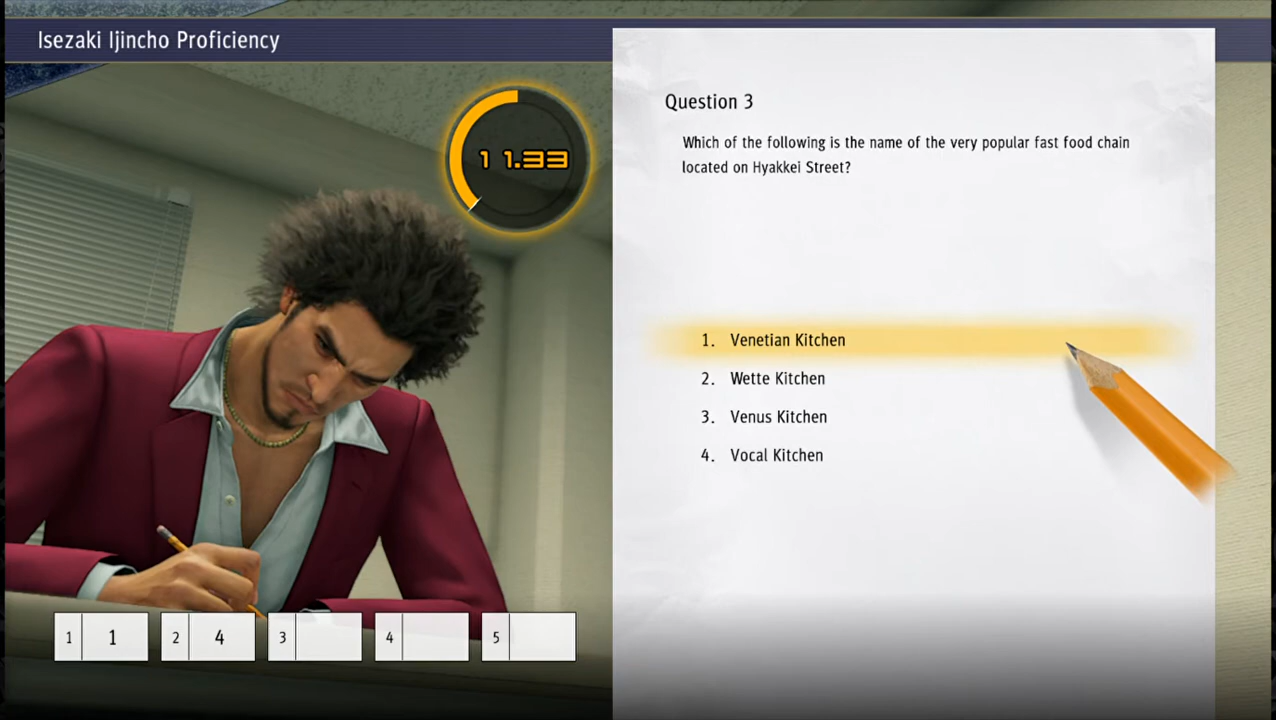 Isezaki Ijincho Proficiency
11.33
Question 3
Which of the following is the name of the very popular fast food chain
located on Hyakkei Street?
1. Venetian Kitchen
2. Wette Kitchen
3. Venus Kitchen
4. Vocal Kitchen
1 1 2 4 3 4 5